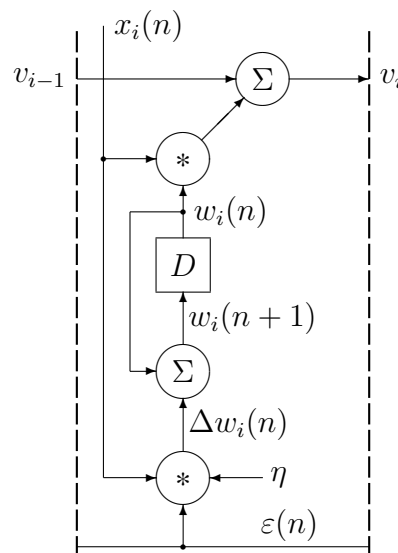 x_i(n)
v_{i−1} Σ v_i
*
w_i(n)
D
w_i(n + 1)
Σ
Δw_i(n)
* η
ε(n)